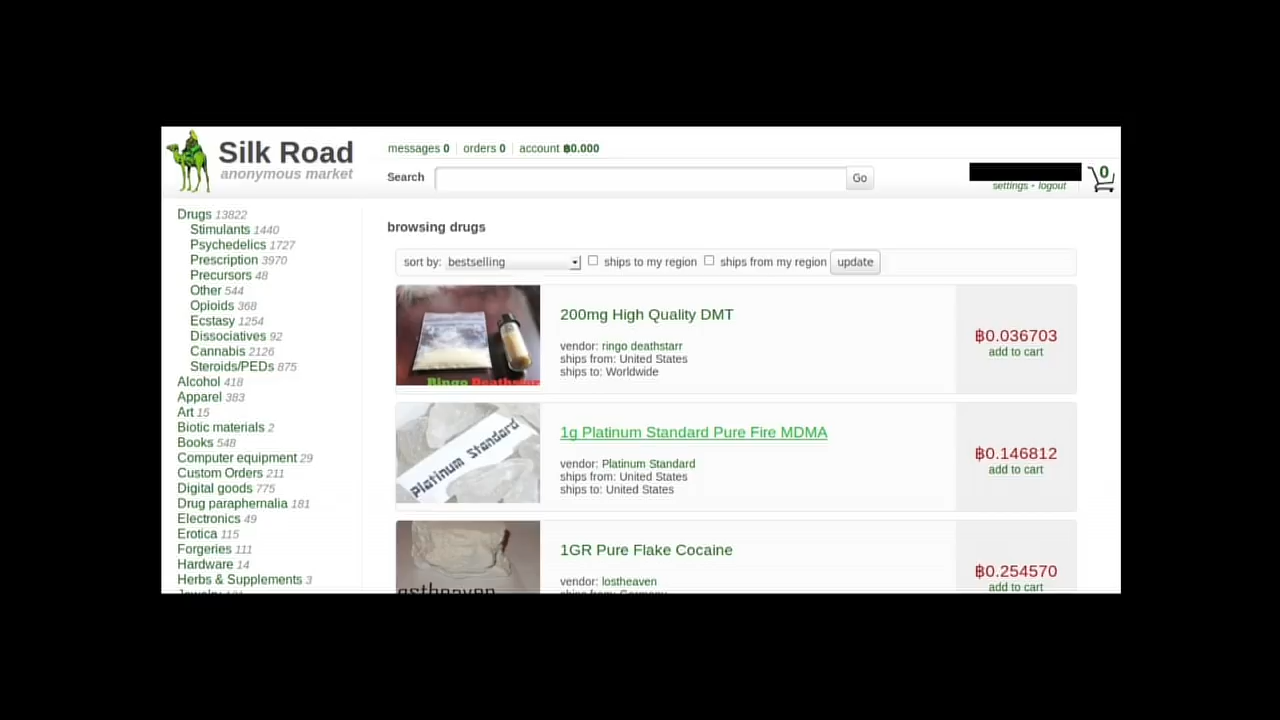 Silk Road
anonymous market
messages 0 orders 0 account ฿0.000
Search Go
0
settings - logout
Drugs 13822
Stimulants 1440
Psychedelics 1727
Prescription 3970
Precursors 48
Other 544
Opioids 368
Ecstasy 1254
Dissociatives 92
Cannabis 2126
Steroids/PEDs 875
Alcohol 418
Apparel 383
Art 15
Biotic materials 2
Books 548
Computer equipment 29
Custom Orders 211
Digital goods 775
Drug paraphernalia 181
Electronics 49
Erotica 115
Forgeries 111
Hardware 14
Herbs & Supplements 3
browsing drugs
sort by: bestselling ships to my region ships from my region update
Ringo Deathstar
200mg High Quality DMT
vendor: ringo deathstarr
ships from: United States
ships to: Worldwide
฿0.036703
add to cart
Platinum Standard
1g Platinum Standard Pure Fire MDMA
vendor: Platinum Standard
ships from: United States
ships to: United States
฿0.146812
add to cart
1GR Pure Flake Cocaine
vendor: lostheaven
ships from: Germany
฿0.254570
add to cart